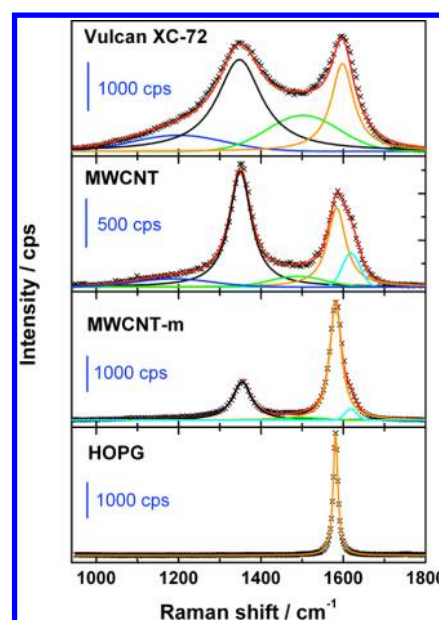 Vulcan XC-72
1000 cps
MWCNT
500 cps
MWCNT-m
1000 cps
HOPG
1000 cps
Intensity / cps
1000 1200 1400 1600 1800
Raman shift / cm⁻¹